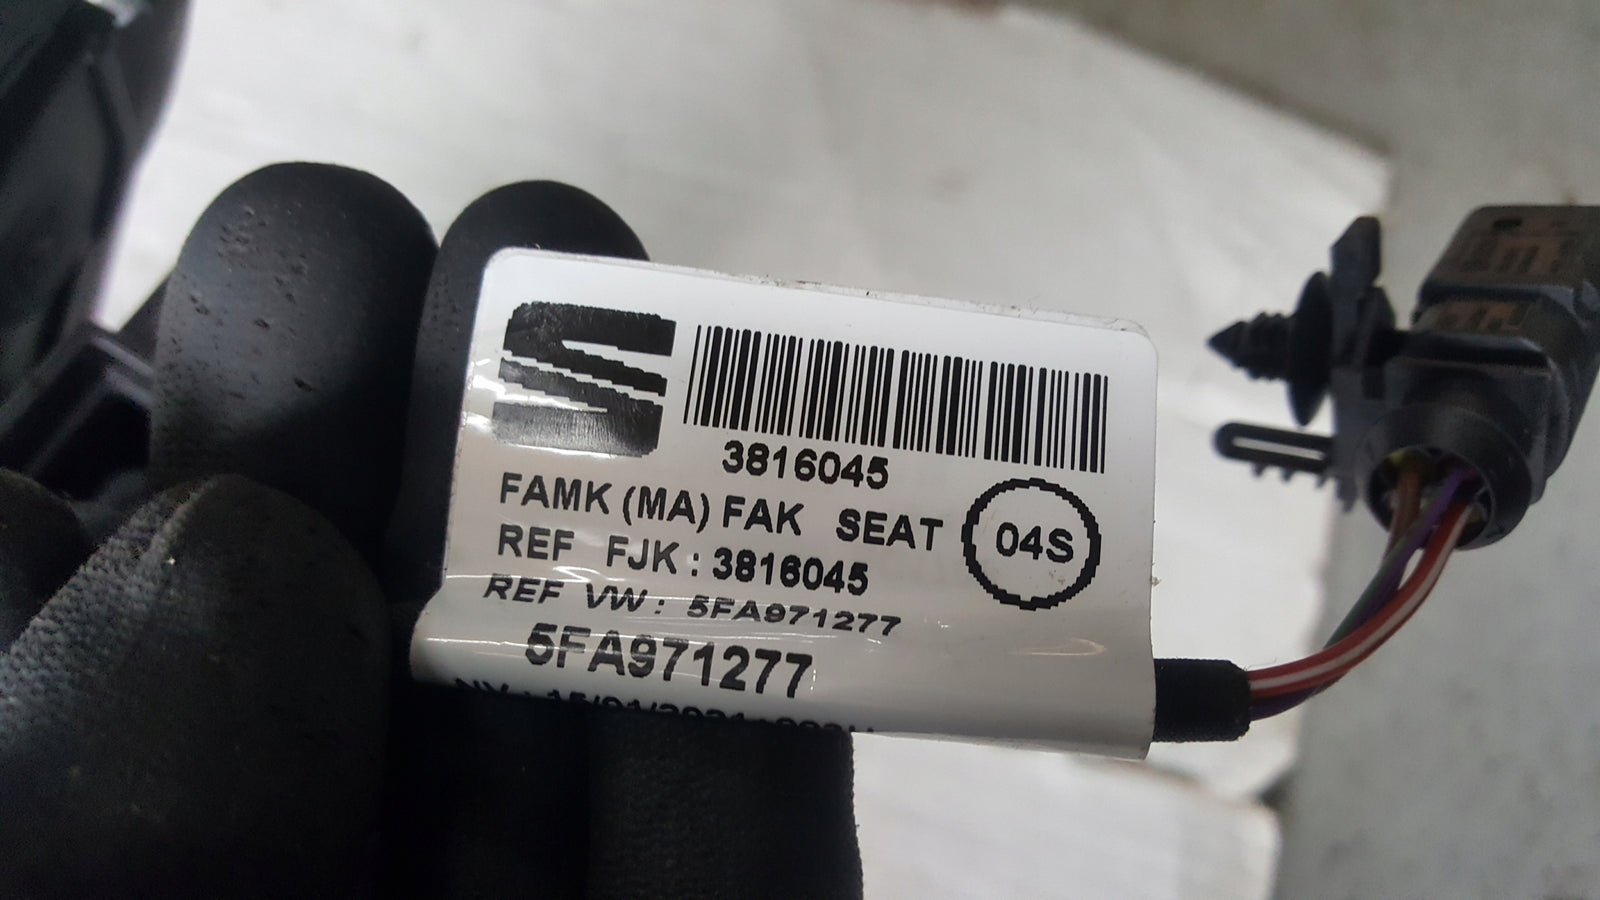 3816045
FAMK (MA) FAK SEAT
04S
REF FJK : 3816045
REF VW : 5FA971277
5FA971277